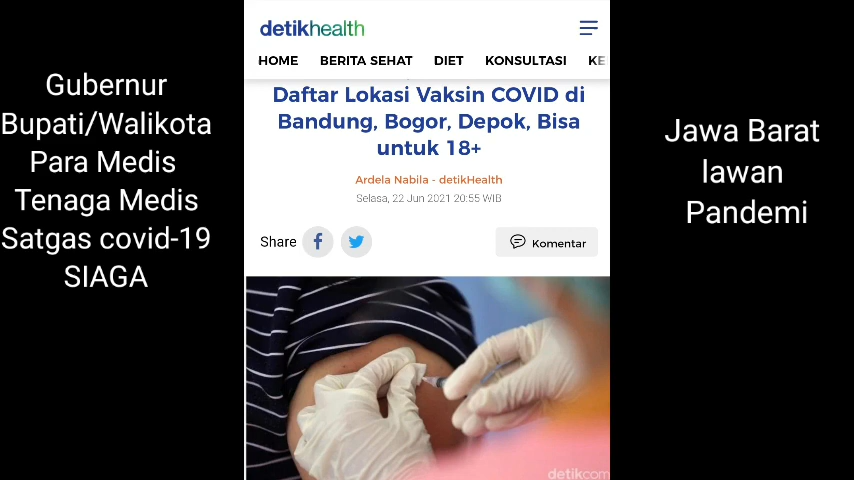 Gubernur
Bupati/Walikota
Para Medis
Tenaga Medis
Satgas covid-19
SIAGA
detikhealth
HOME BERITA SEHAT DIET KONSULTASI KE
Daftar Lokasi Vaksin COVID di
Bandung, Bogor, Depok, Bisa
untuk 18+
Ardela Nabila - detikHealth
Selasa, 22 Jun 2021 20:55 WIB
Share
Komentar
detikcom
Jawa Barat
lawan
Pandemi